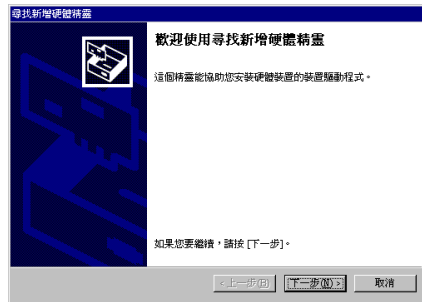 尋找新增硬體精靈
歡迎使用尋找新增硬體精靈
這個精靈能協助您安裝硬體裝置的裝置驅動程式。
如果您要繼續，請按 [下一步]。
< 上一步(B)
下一步(N) >
取消